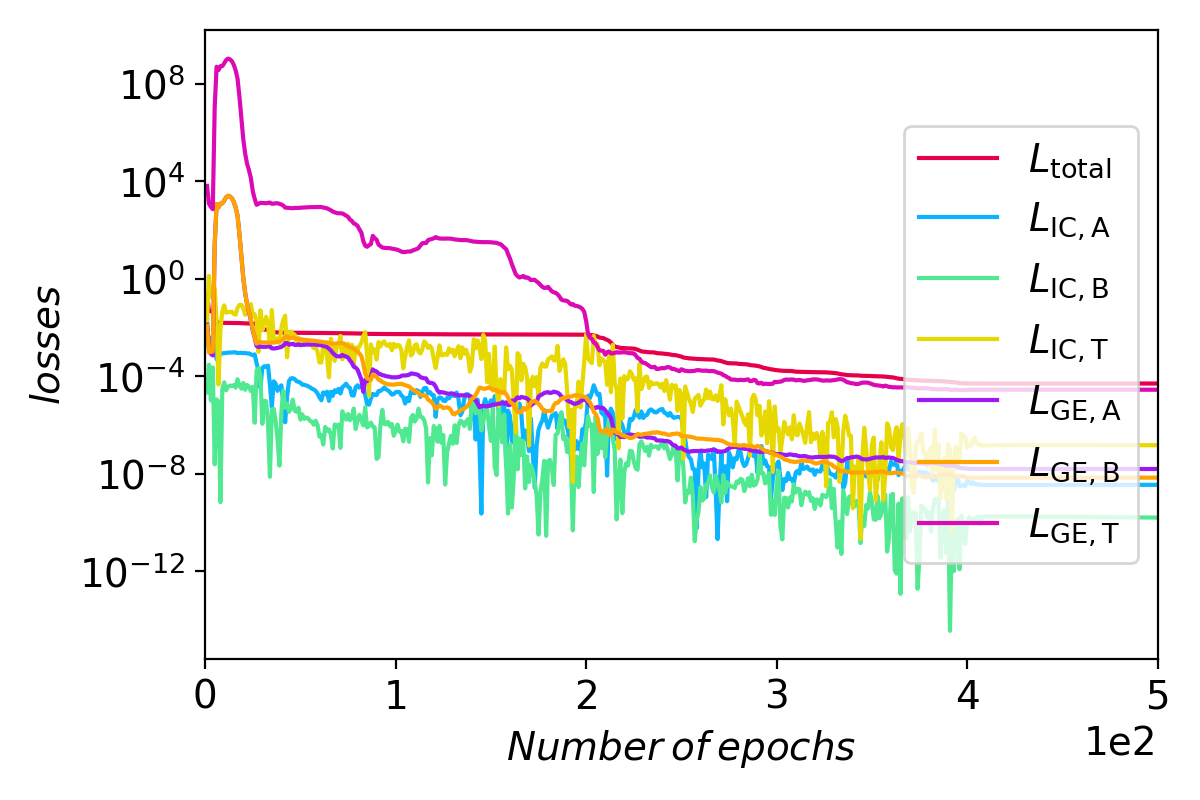 10^8
10^4
10^0
10^−4
10^−8
10^−12
losses
L_total
L_IC, A
L_IC, B
L_IC, T
L_GE, A
L_GE, B
L_GE, T
0 1 2 3 4 5
1e2
Number of epochs